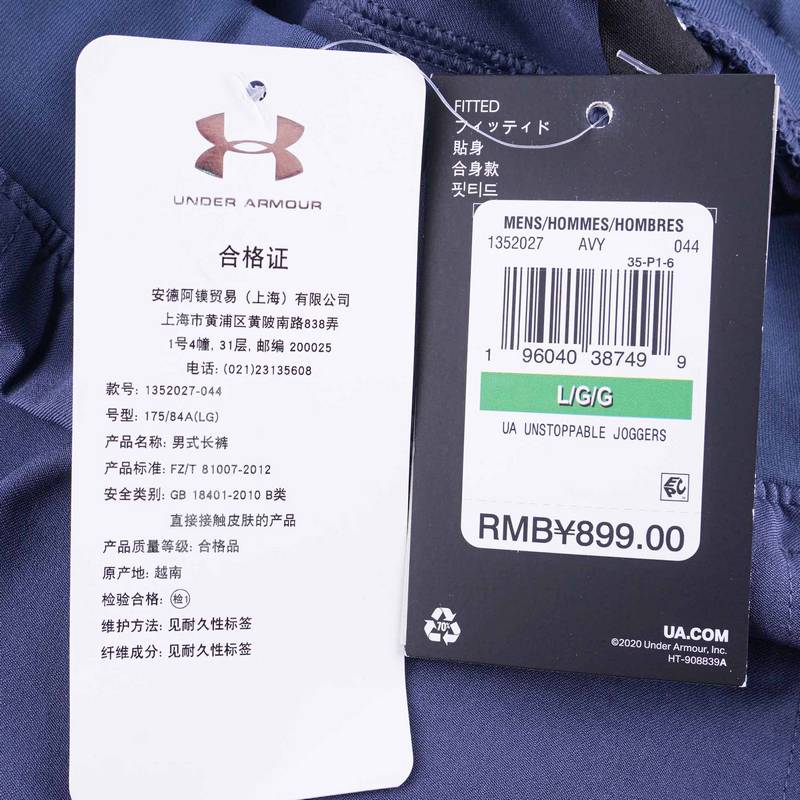 UNDER ARMOUR
合格证
安德阿镁贸易（上海）有限公司
上海市黄浦区黄陂南路838弄
1号4幢, 31层, 邮编 200025
电话: (021)23135608
款号: 1352027-044
号型: 175/84A(LG)
产品名称: 男式长裤
产品标准: FZ/T 81007-2012
安全类别: GB 18401-2010 B类
直接接触皮肤的产品
产品质量等级: 合格品
原产地: 越南
检验合格: 检1
维护方法: 见耐久性标签
纤维成分: 见耐久性标签
FITTED
フィッティド
貼身
合身款
핏티드
MENS/HOMMES/HOMBRES
1352027 AVY 044
35-P1-6
1 96040 38749 9
L/G/G
UA UNSTOPPABLE JOGGERS
RMB¥899.00
70%
UA.COM
©2020 Under Armour, Inc.
HT-908839A